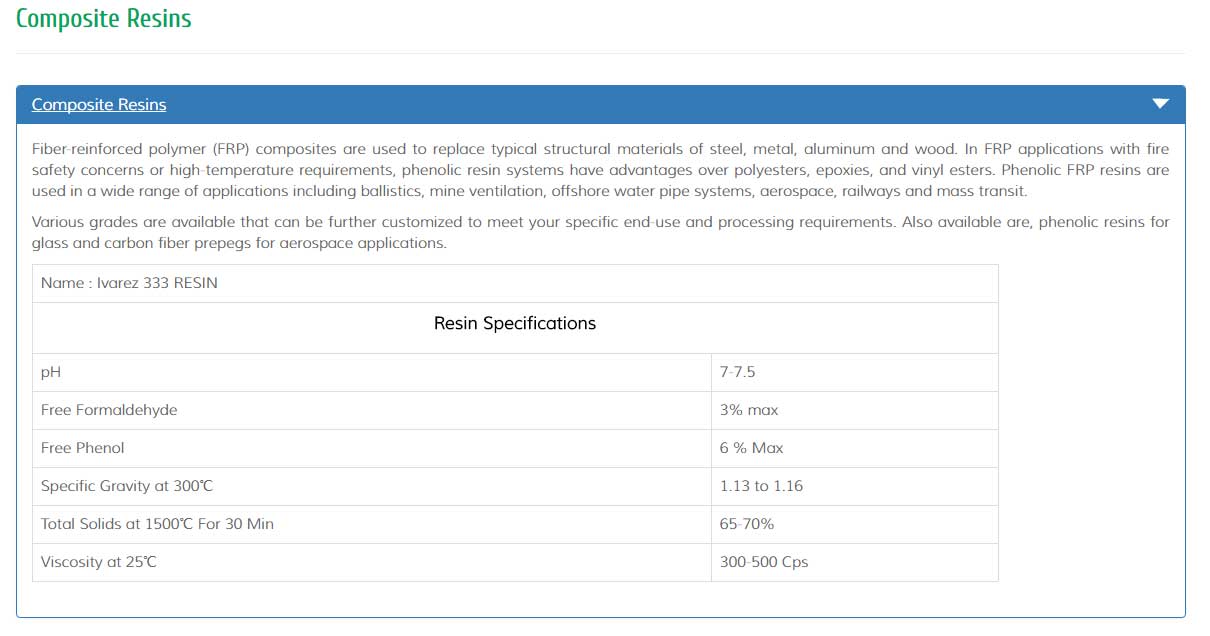 Composite Resins
Composite Resins
Fiber-reinforced polymer (FRP) composites are used to replace typical structural materials of steel, metal, aluminum and wood. In FRP applications with fire
safety concerns or high-temperature requirements, phenolic resin systems have advantages over polyesters, epoxies, and vinyl esters. Phenolic FRP resins are
used in a wide range of applications including ballistics, mine ventilation, offshore water pipe systems, aerospace, railways and mass transit.
Various grades are available that can be further customized to meet your specific end-use and processing requirements. Also available are, phenolic resins for
glass and carbon fiber prepegs for aerospace applications.
Name : Ivarez 333 RESIN
Resin Specifications
pH 7-7.5
Free Formaldehyde 3% max
Free Phenol 6 % Max
Specific Gravity at 300℃ 1.13 to 1.16
Total Solids at 1500℃ For 30 Min 65-70%
Viscosity at 25℃ 300-500 Cps